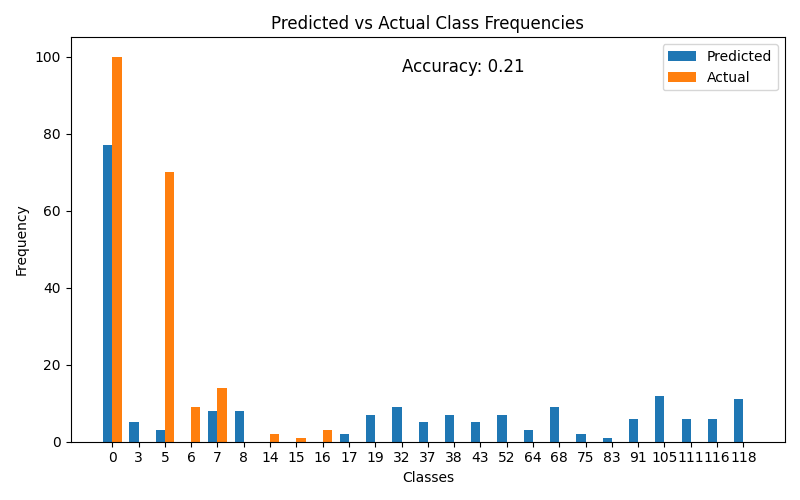 Predicted vs Actual Class Frequencies
Accuracy: 0.21
Predicted
Actual
Frequency
100
80
60
40
20
0
0 3 5 6 7 8 14 15 16 17 19 32 37 38 43 52 64 68 75 83 91 105 111 116 118
Classes